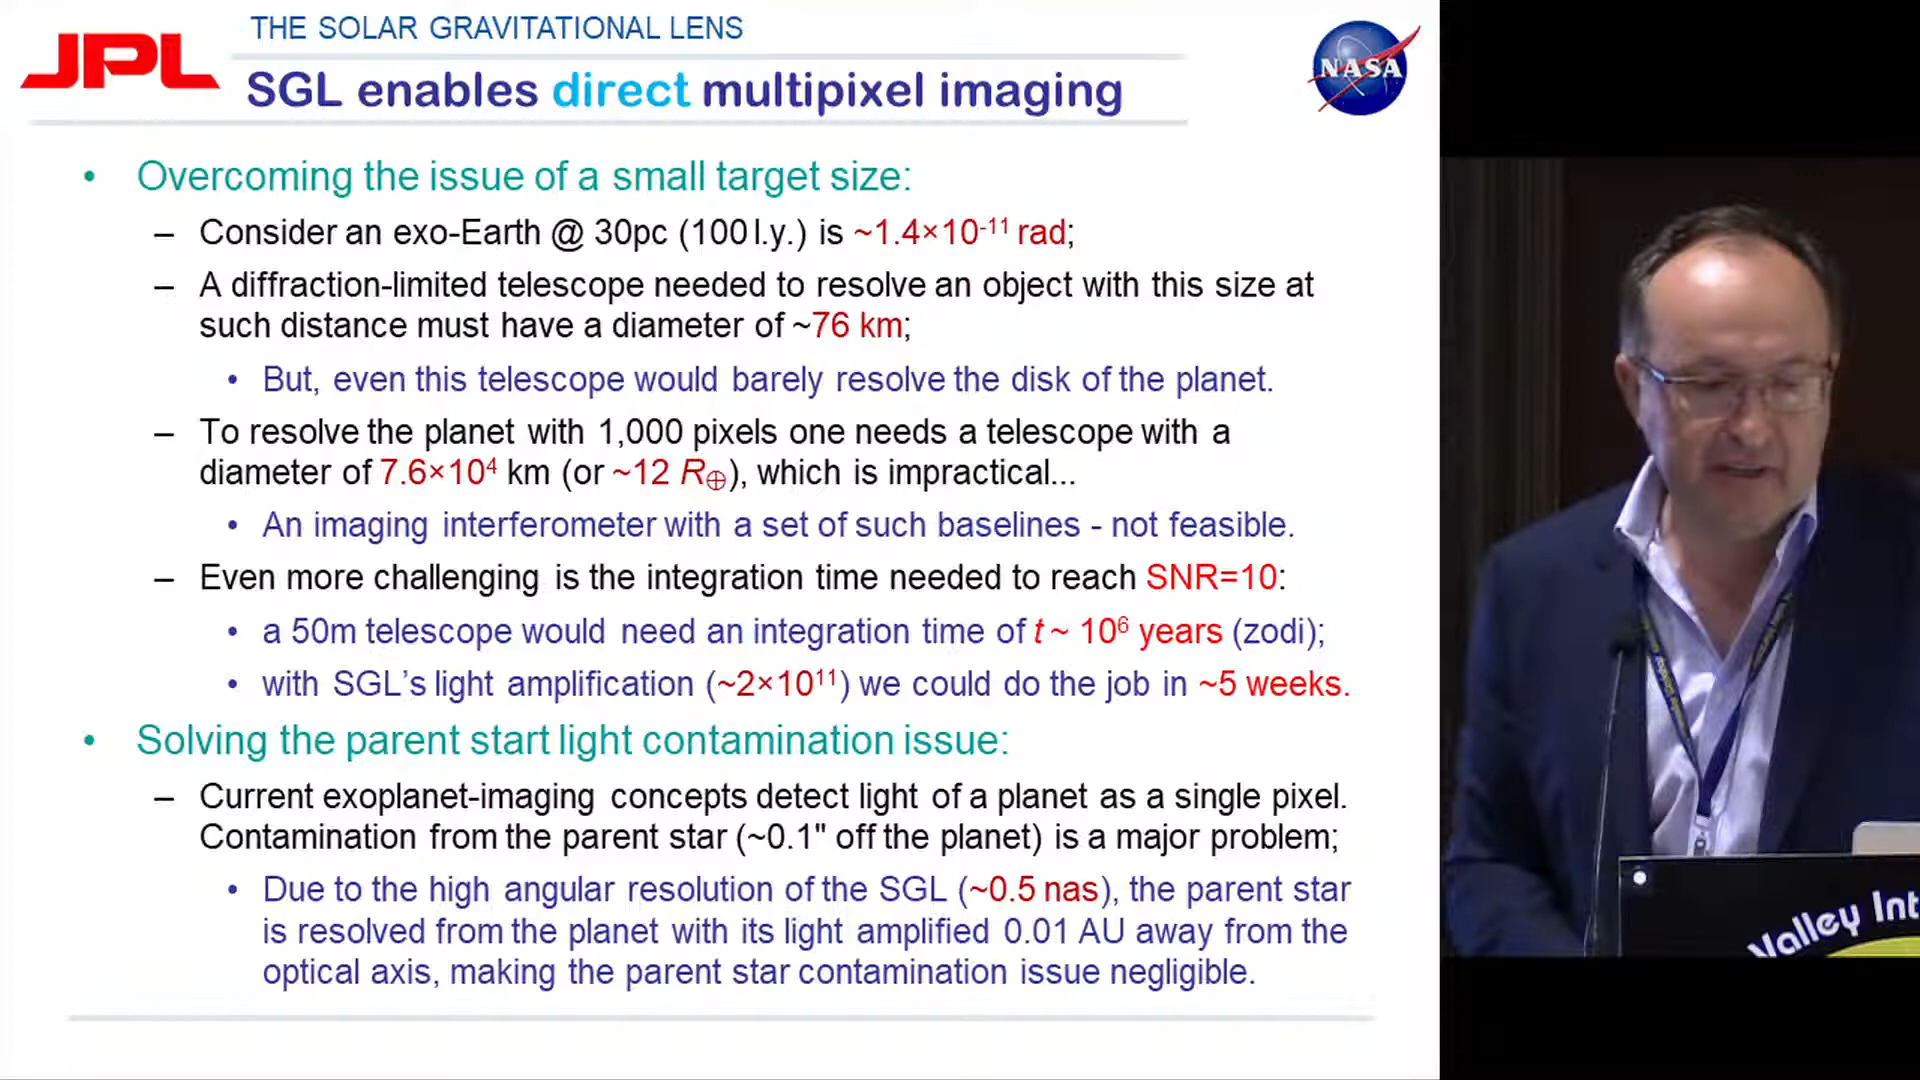 THE SOLAR GRAVITATIONAL LENS
JPL
NASA
SGL enables direct multipixel imaging
• Overcoming the issue of a small target size:
– Consider an exo-Earth @ 30pc (100 l.y.) is ~1.4×10⁻¹¹ rad;
– A diffraction-limited telescope needed to resolve an object with this size at
such distance must have a diameter of ~76 km;
• But, even this telescope would barely resolve the disk of the planet.
– To resolve the planet with 1,000 pixels one needs a telescope with a
diameter of 7.6×10⁴ km (or ~12 R⊕), which is impractical...
• An imaging interferometer with a set of such baselines - not feasible.
– Even more challenging is the integration time needed to reach SNR=10:
• a 50m telescope would need an integration time of t ~ 10⁶ years (zodi);
• with SGL's light amplification (~2×10¹¹) we could do the job in ~5 weeks.
• Solving the parent start light contamination issue:
– Current exoplanet-imaging concepts detect light of a planet as a single pixel.
Contamination from the parent star (~0.1" off the planet) is a major problem;
• Due to the high angular resolution of the SGL (~0.5 nas), the parent star
is resolved from the planet with its light amplified 0.01 AU away from the
optical axis, making the parent star contamination issue negligible.
Valley Int